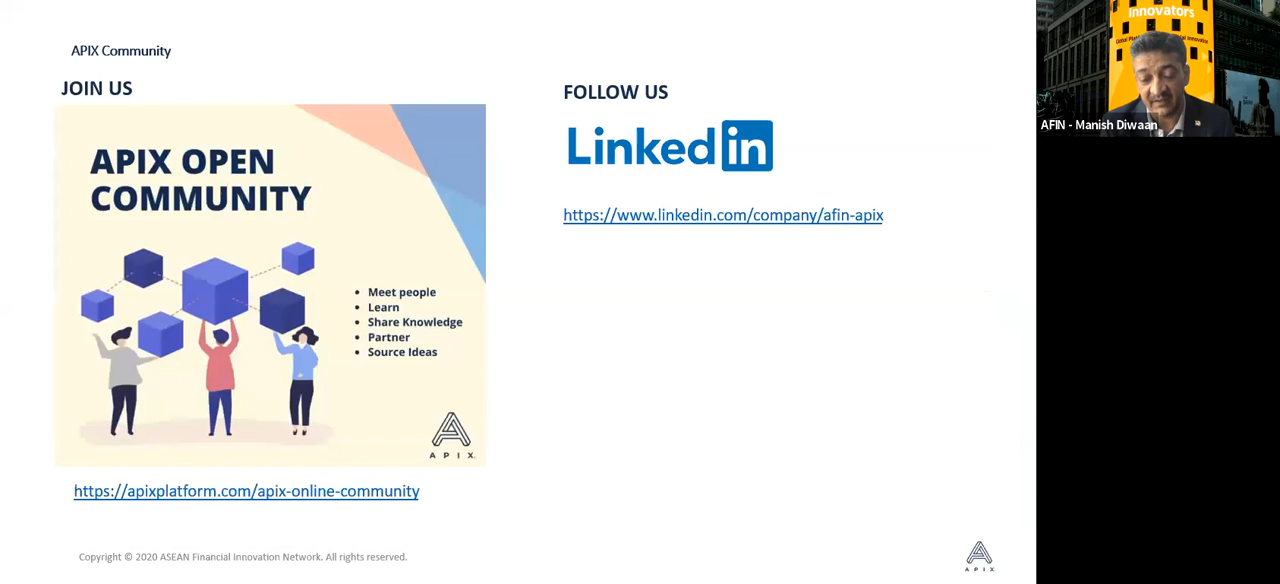 APIX Community
JOIN US
APIX OPEN
COMMUNITY
• Meet people
• Learn
• Share Knowledge
• Partner
• Source Ideas
APIX.
https://apixplatform.com/apix-online-community
FOLLOW US
Linkedin
https://www.linkedin.com/company/afin-apix
Copyright © 2020 ASEAN Financial Innovation Network. All rights reserved.
APIX
Innovators
AFIN - Manish Diwaan